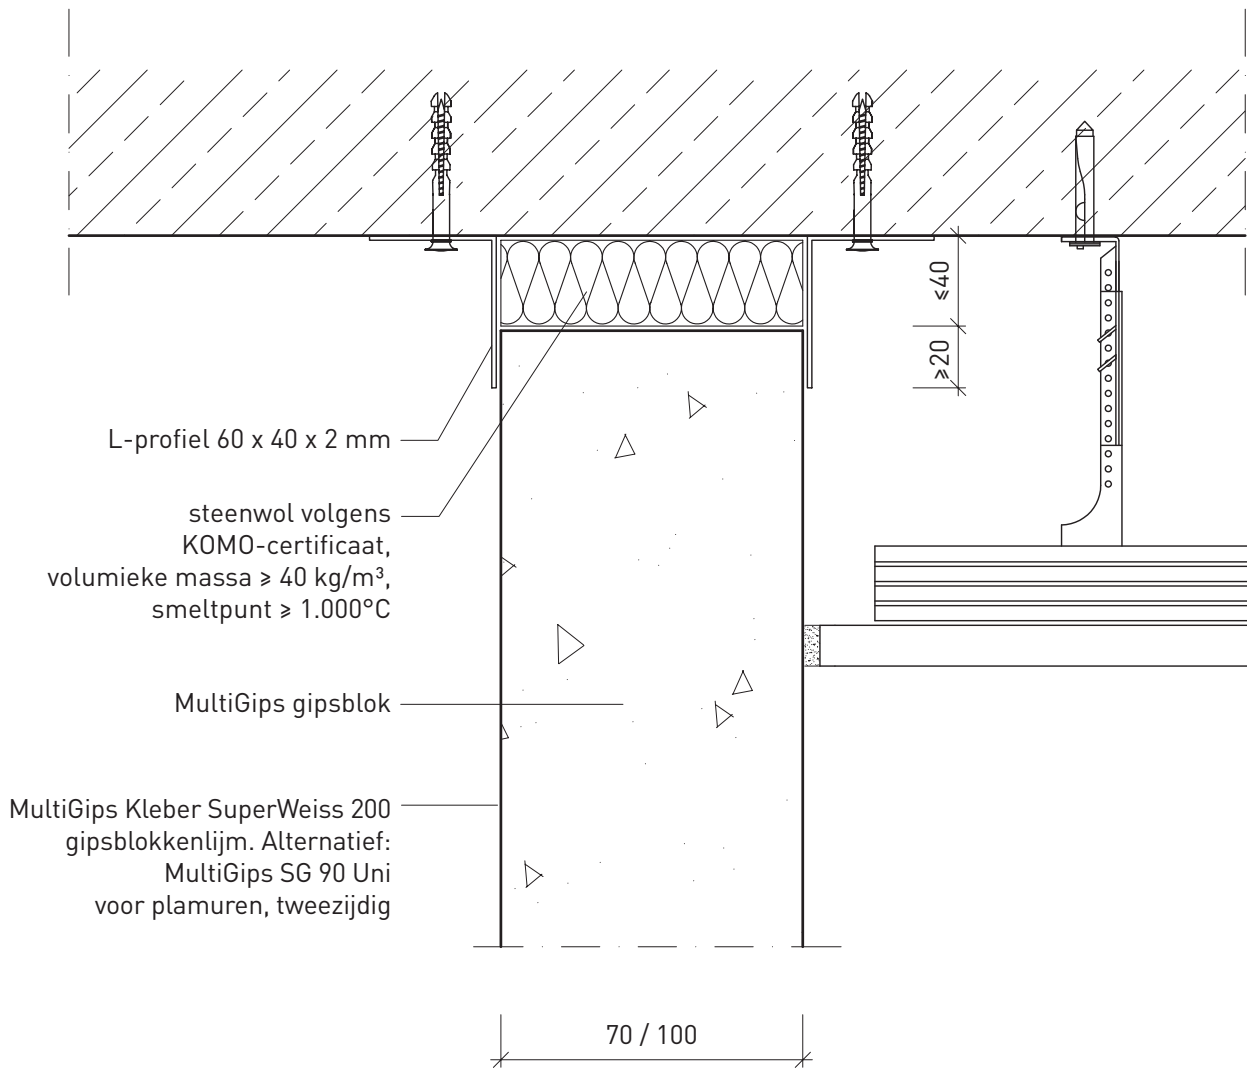 ≤40
≥20
L-profiel 60 x 40 x 2 mm
steenwol volgens
KOMO-certificaat,
volumieke massa ≥ 40 kg/m³,
smeltpunt ≥ 1.000°C
MultiGips gipsblok
MultiGips Kleber SuperWeiss 200
gipsblokkenlijm. Alternatief:
MultiGips SG 90 Uni
voor plamuren, tweezijdig
70 / 100